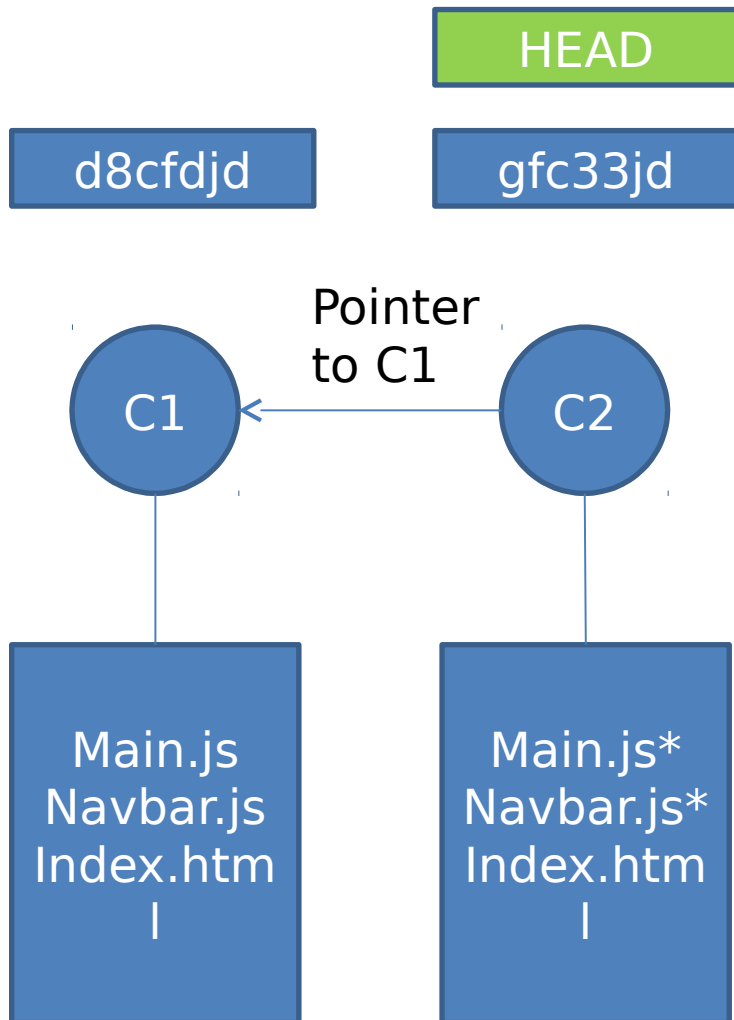 HEAD
d8cfdjd
gfc33jd
Pointer
to C1
C1
C2
Main.js
Navbar.js
Index.htm
l
Main.js*
Navbar.js*
Index.htm
l